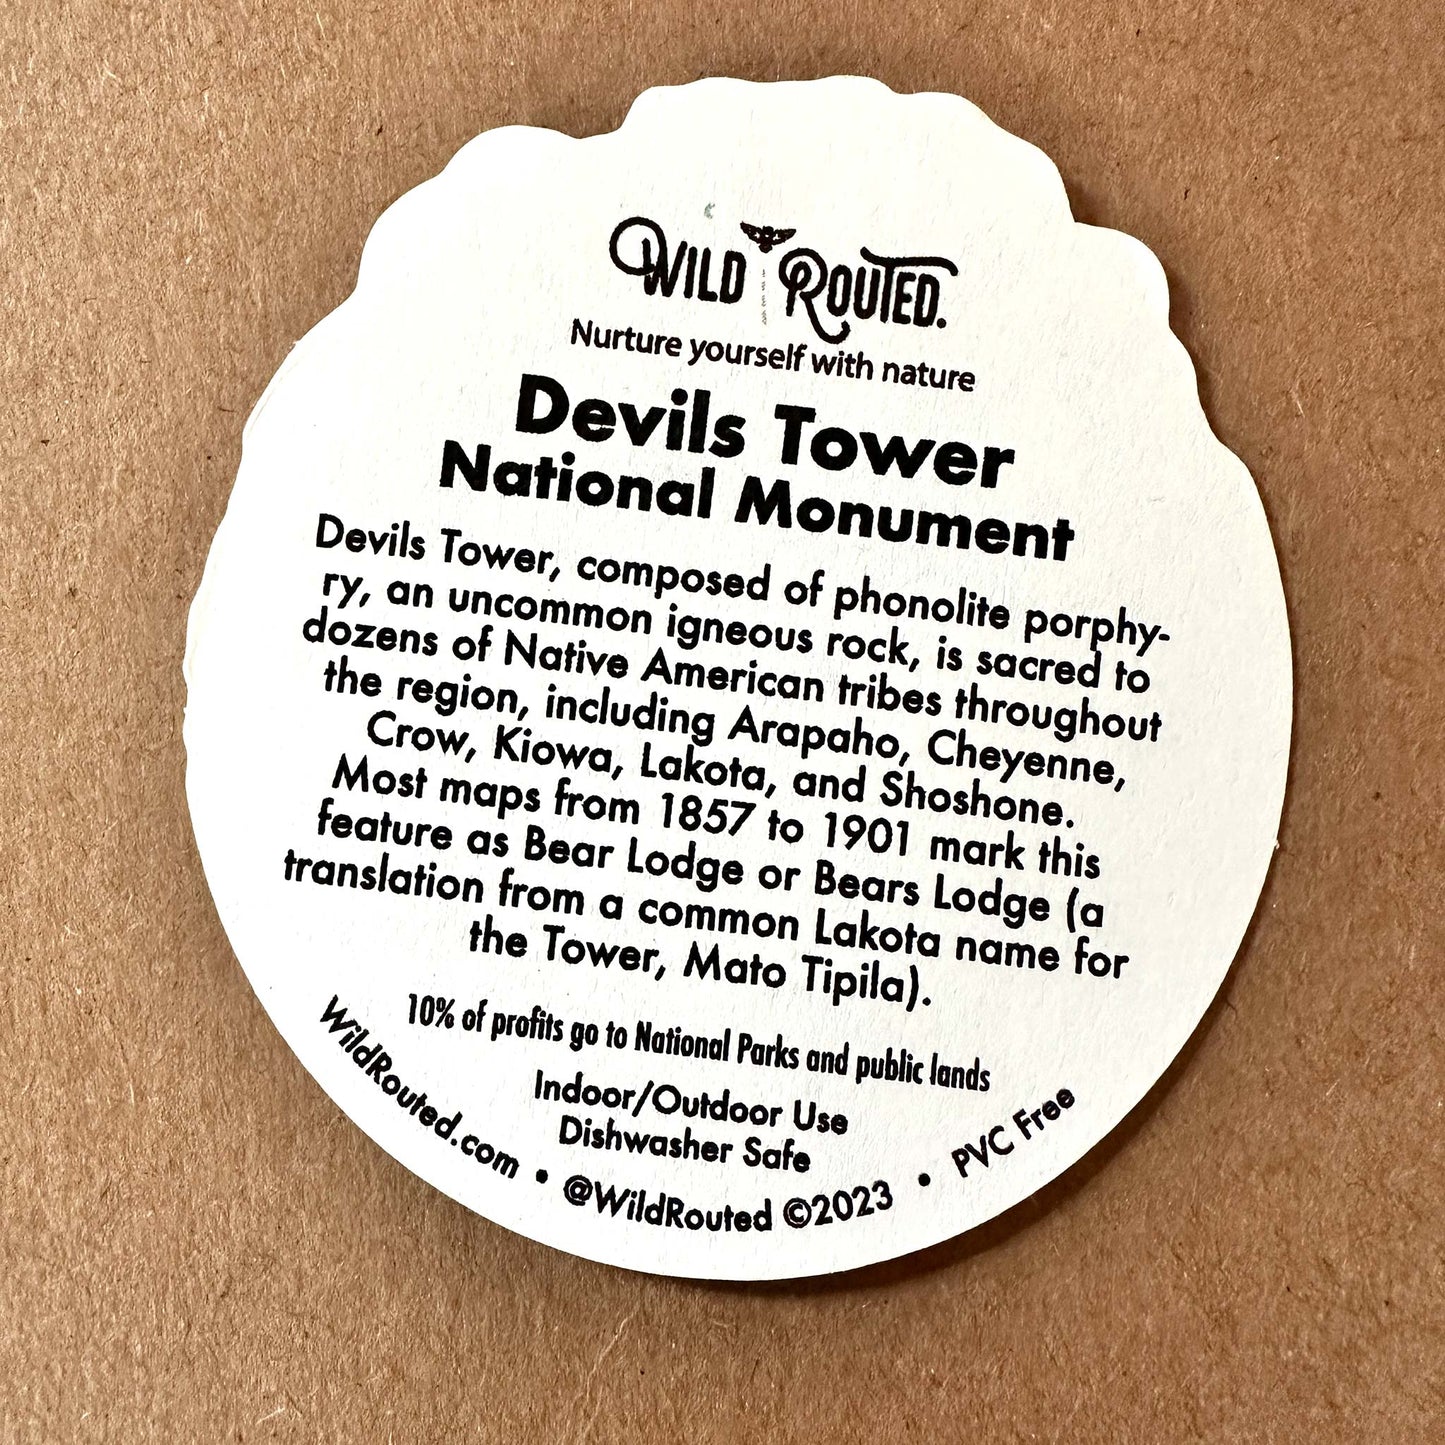 WILD ROUTED.
Nurture yourself with nature
Devils Tower
National Monument
Devils Tower, composed of phonolite porphy-
ry, an uncommon igneous rock, is sacred to
dozens of Native American tribes throughout
the region, including Arapaho, Cheyenne,
Crow, Kiowa, Lakota, and Shoshone.
Most maps from 1857 to 1901 mark this
feature as Bear Lodge or Bears Lodge (a
translation from a common Lakota name for
the Tower, Mato Tipila).
10% of profits go to National Parks and public lands
Indoor/Outdoor Use
Dishwasher Safe
WildRouted.com • @WildRouted ©2023 • PVC Free